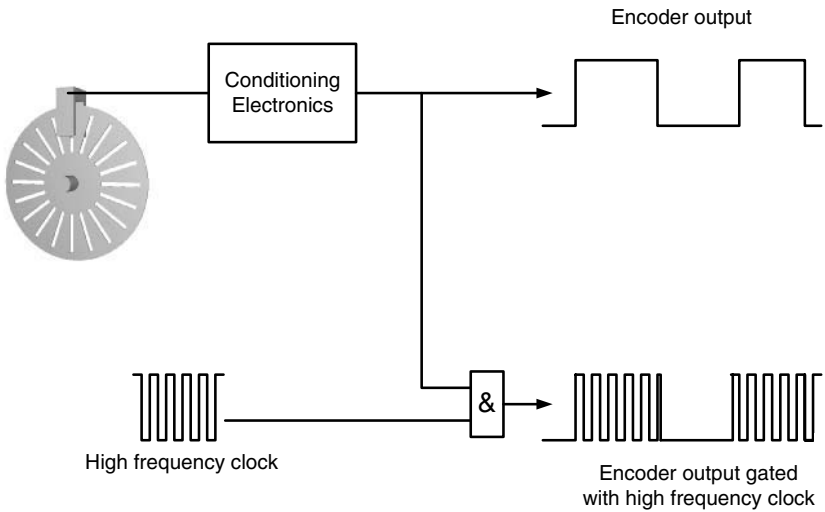 Encoder output
Conditioning
Electronics
&
High frequency clock
Encoder output gated
with high frequency clock